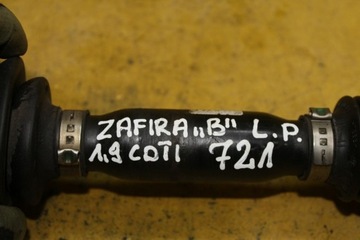 ZAFIRA „B" L.P.
1,9 CDTI 721